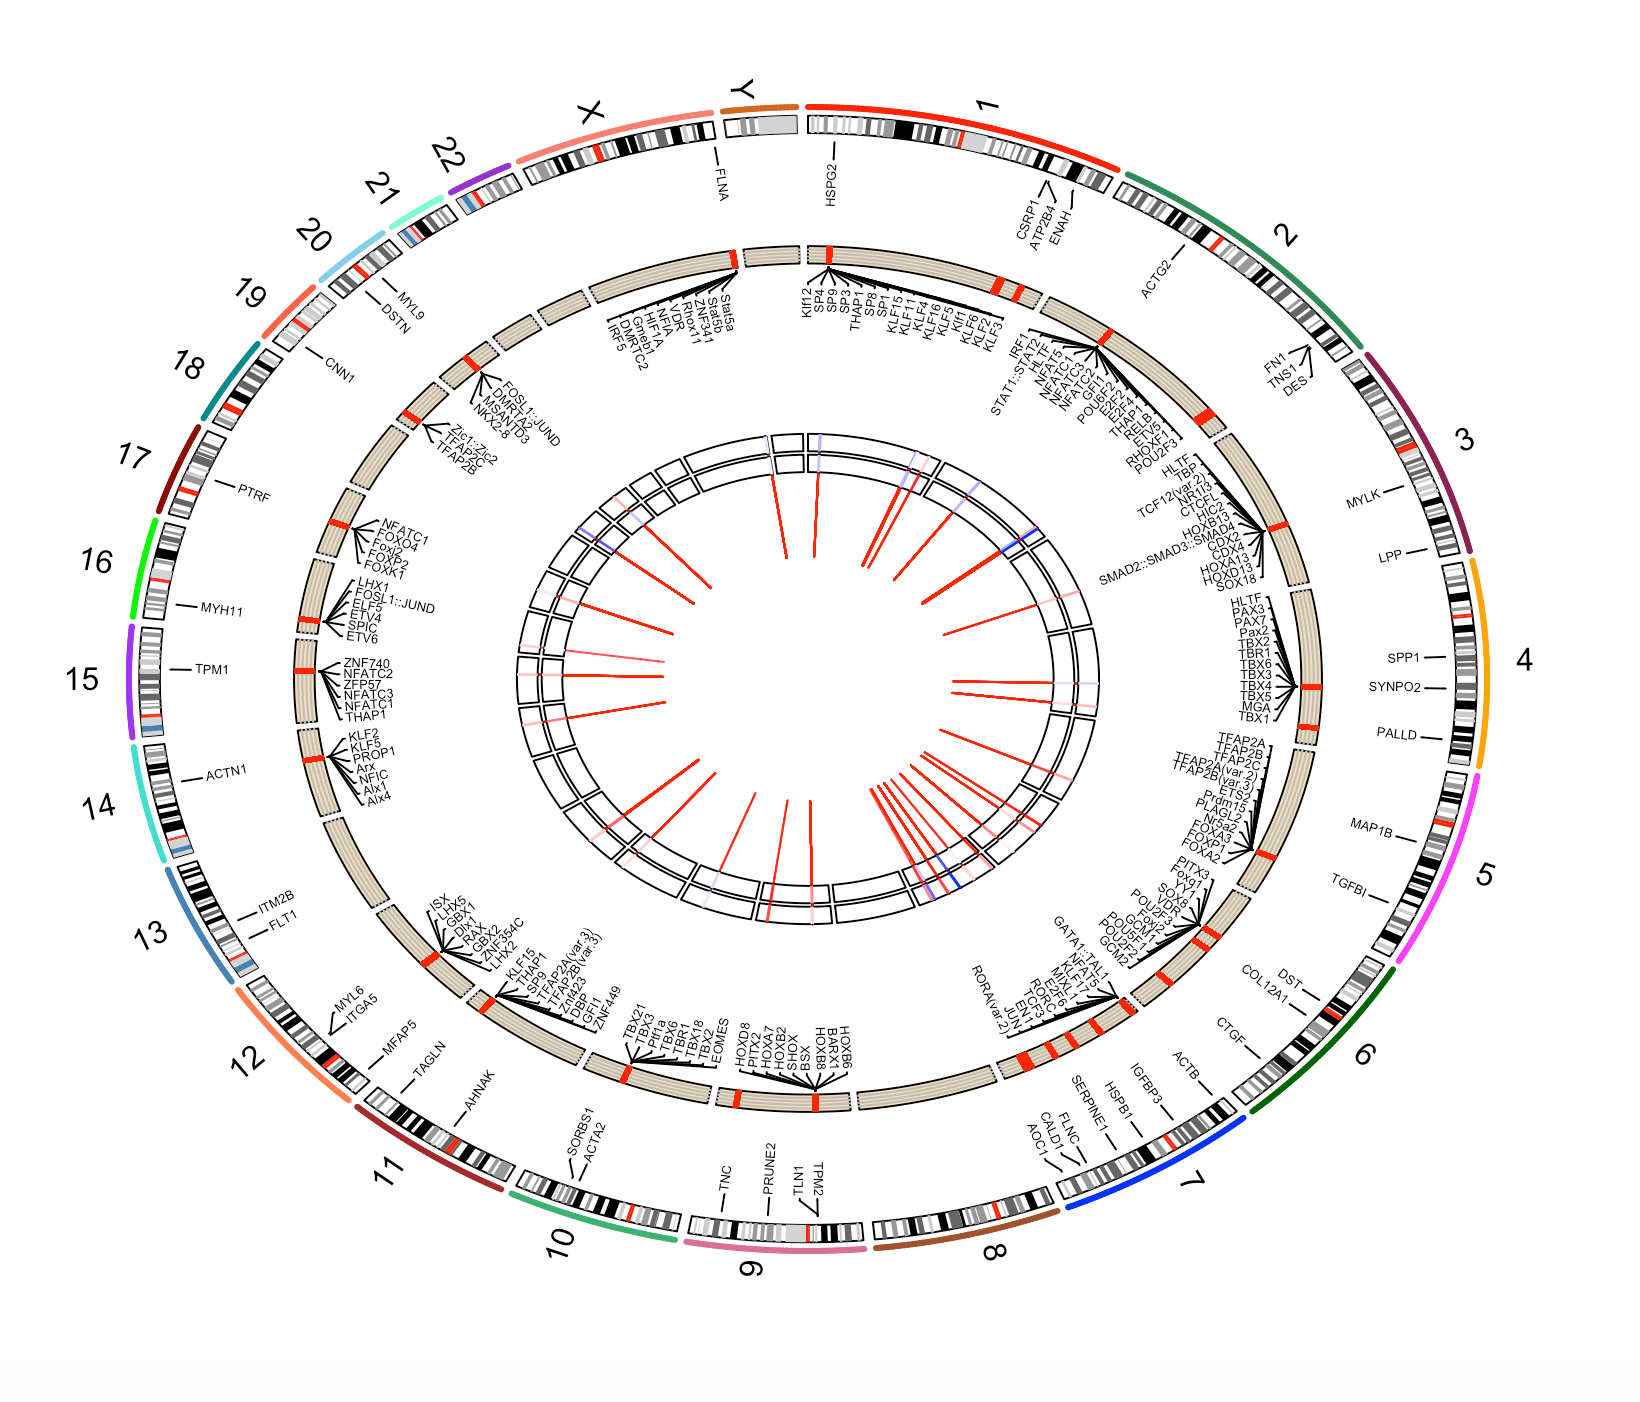 1
2
3
4
5
6
7
8
9
10
11
12
13
14
15
16
17
18
19
20
21
22
X
Y
HSPG2
CSRP1
ATP2B4
ENAH
ACTG2
FN1
TNS1
DES
MYLK
LPP
SPP1
SYNPO2
PALLD
MAP1B
TGFBI
DST
COL12A1
CTGF
ACTB
IGFBP3
HSPB1
SERPINE1
FLNC
CALD1
AOC1
TPM2
TLN1
PRUNE2
TNC
ACTA2
SORBS1
AHNAK
TAGLN
MFAP5
ITGA5
MYL6
FLT1
ITM2B
ACTN1
TPM1
MYH11
PTRF
CNN1
DSTN
MYL9
FLNA
Klf12
SP4
SP9
SP3
THAP1
SP8
SP1
KLF15
KLF11
KLF4
KLF16
KLF5
Klf1
KLF6
KLF2
KLF3
IRF1
STAT1::STAT2
HLTF
NFAT5
NFATC1
NFATC3
NFATC2
GFI1
POU6F2
E2F4
THAP1
RELB
ETV5
RHOXF1
POU2F3
HLTF
TBP
TCF12(var.2)
NR1I3
CTCFL
HIC2
HOXB13
SMAD2::SMAD3::SMAD4
CDX2
CDX4
HOXA13
HOXD13
SOX18
HLTF
PAX3
PAX7
Pax2
TBX2
TBR1
TBX6
TBX3
TBX4
TBX5
MGA
TBX1
TFAP2A
TFAP2B
TFAP2C
TFAP2A(var.2)
TFAP2B(var.3)
ETS2
Prdm15
PLAGL2
Nr5a2
FOXA3
FOXP1
FOXA2
PITX3
Foxq1
YY1
SOX8
VDR
POU2F3
Foxj2
GCM1
POU5F1
POU2F2
GCM2
GATA1::TAL1
NFAT5
KLF17
MIXL1
E2F6
RORC
TCF3
EN1
JUN
RORA(var.2)
HOXB6
BARX1
HOXB8
BSX
SHOX
HOXB2
HOXA7
PITX2
HOXD8
EOMES
TBX2
TBX18
TBR1
TBX6
Pitf1a
TBX3
TBX21
ZNF449
GFI1
DBP
Znf423
TFAP2B(var.3)
TFAP2A(var.3)
SP9
THAP1
KLF15
LHX2
ZNF354C
GBX2
RAX
Dlx1
GBX1
LHX5
ISX
KLF2
KLF5
PROP1
Arx
NFIC
Alx1
Alx4
ZNF740
NFATC2
ZFP57
NFATC3
NFATC1
THAP1
LHX1
FOSL1::JUND
ELF5
ETV4
SPIC
ETV6
NFATC1
FOXO4
Foxj2
FOXP2
FOXK1
Zic1::Zic2
TFAP2C
TFAP2B
FOSL1::JUND
DMRTA2
MSANTD3
NKX2-8
IRF5
DMRTC2
Gmeb1
HIF1A
NFIA
VDR
Rhox11
ZNF341
Stat5b
Stat5a